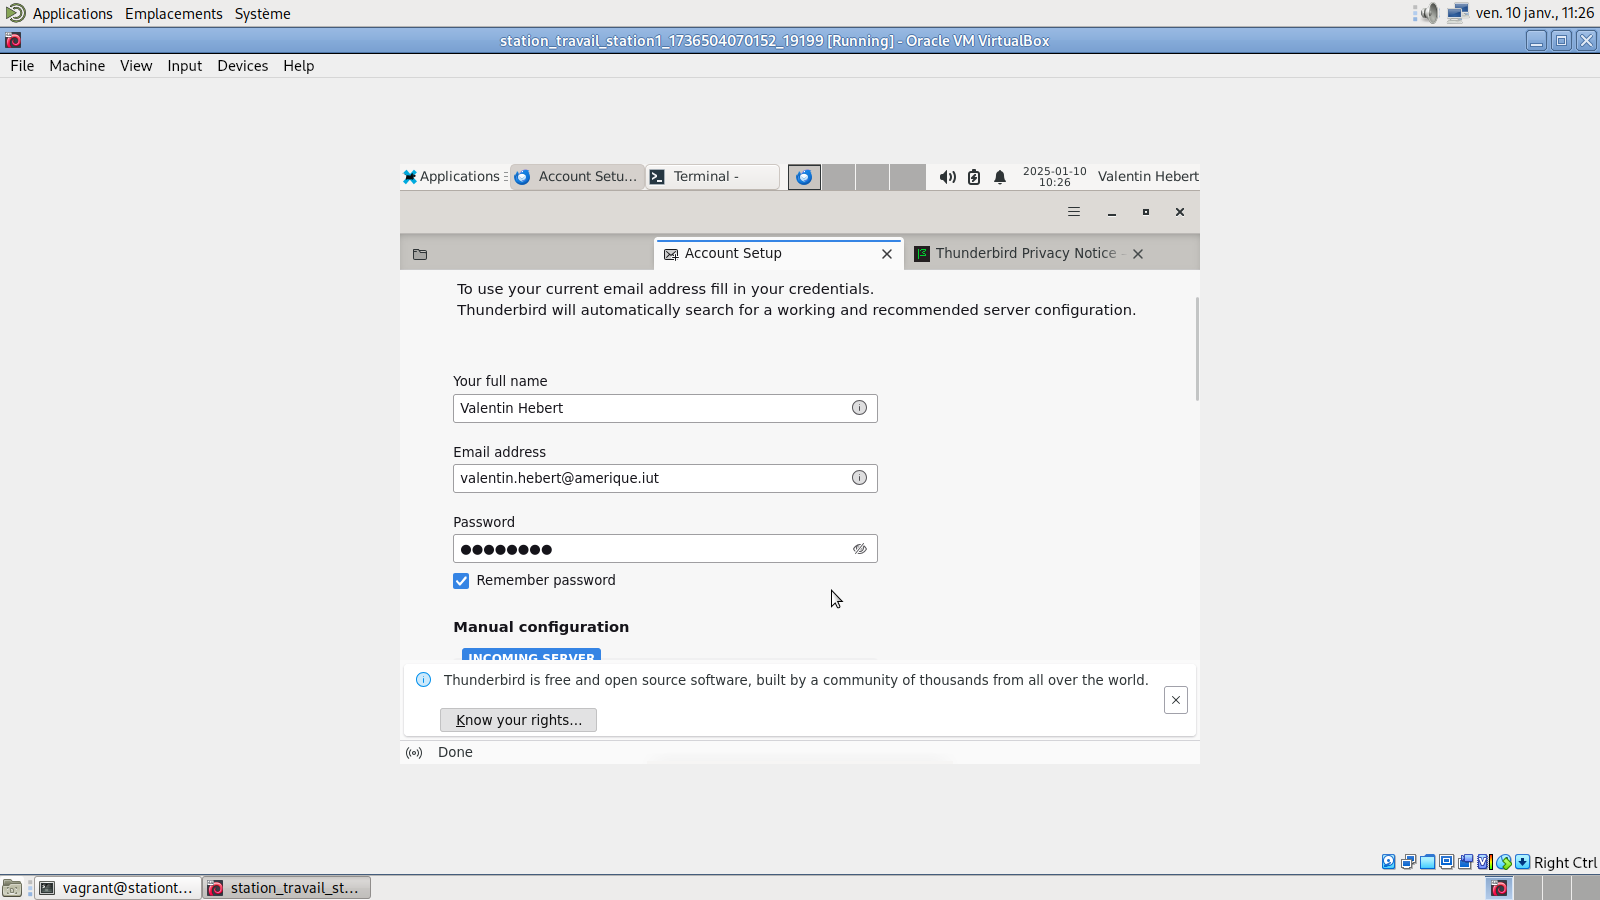 Applications Emplacements Système ven. 10 janv., 11:26
station_travail_station1_1736504070152_19199 [Running] - Oracle VM VirtualBox
File Machine View Input Devices Help
Applications Account Setu... Terminal - 2025-01-10 10:26 Valentin Hebert
Account Setup Thunderbird Privacy Notice -
To use your current email address fill in your credentials.
Thunderbird will automatically search for a working and recommended server configuration.
Your full name
Valentin Hebert
Email address
valentin.hebert@amerique.iut
Password
●●●●●●●●
Remember password
Manual configuration
INCOMING SERVER
Thunderbird is free and open source software, built by a community of thousands from all over the world.
Know your rights...
Done
Right Ctrl
vagrant@stationt... station_travail_st...